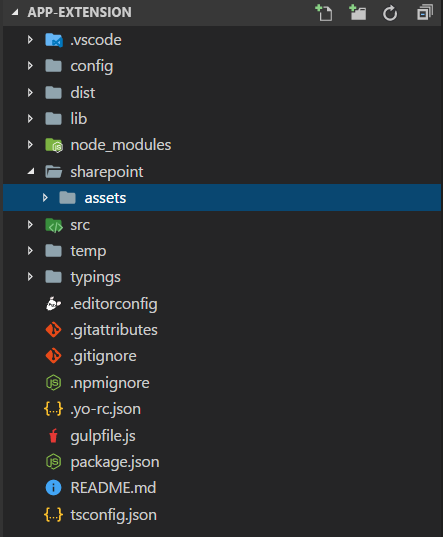 APP-EXTENSION
.vscode
config
dist
lib
node_modules
sharepoint
assets
src
temp
typings
.editorconfig
.gitattributes
.gitignore
.npmignore
.yo-rc.json
gulpfile.js
package.json
README.md
tsconfig.json